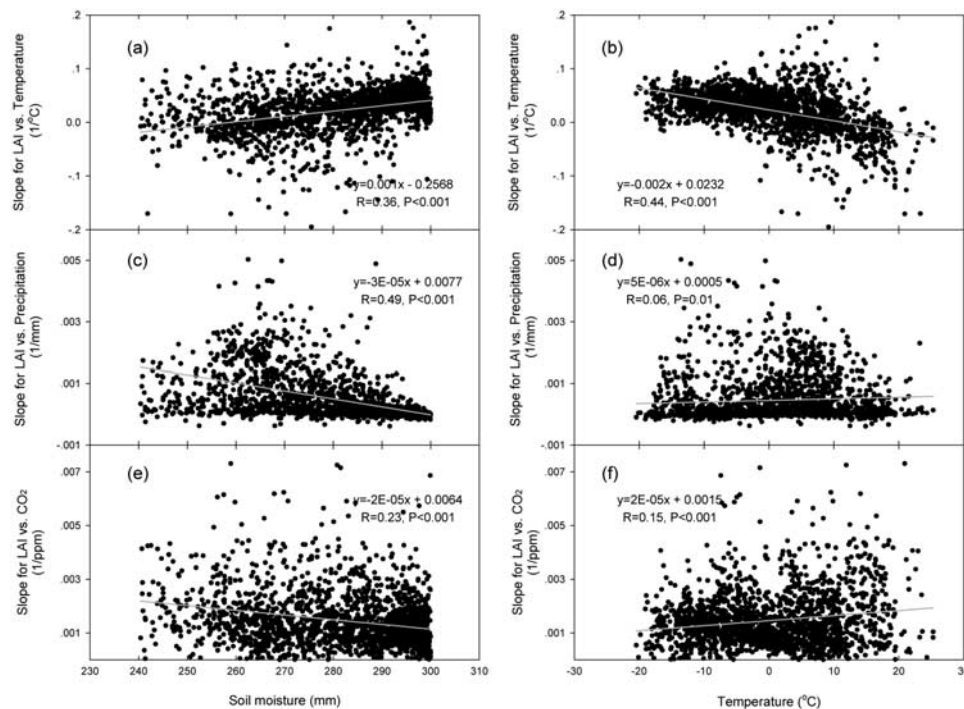 .2
.1
0.0
-.1
-.2
Slope for LAI vs. Temperature
(1/°C)
(a)
y=0.001x - 0.2568
R=0.36, P<0.001
Slope for LAI vs. Temperature
(1/°C)
(b)
y=-0.002x + 0.0232
R=0.44, P<0.001
.005
.003
.001
-.001
Slope for LAI vs. Precipitation
(1/mm)
(c)
y=-3E-05x + 0.0077
R=0.49, P<0.001
Slope for LAI vs. Precipitation
(1/mm)
(d)
y=5E-06x + 0.0005
R=0.06, P=0.01
.007
.005
.003
.001
Slope for LAI vs. CO₂
(1/ppm)
(e)
y=-2E-05x + 0.0064
R=0.23, P<0.001
Slope for LAI vs. CO₂
(1/ppm)
(f)
y=2E-05x + 0.0015
R=0.15, P<0.001
230 240 250 260 270 280 290 300 310
Soil moisture (mm)
-30 -20 -10 0 10 20 30
Temperature (°C)